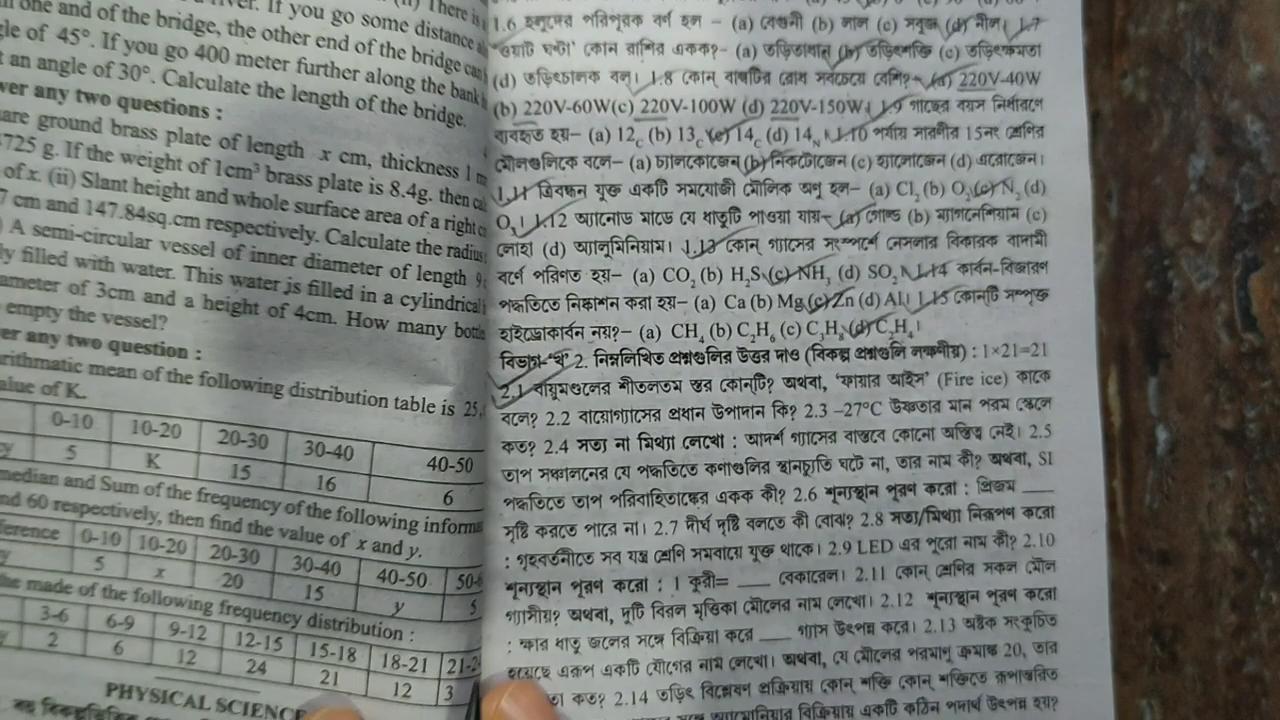 one end of the bridge, the other end of the bridge can
gle of 45°. If you go 400 meter further along the bank
t an angle of 30°. Calculate the length of the bridge.
ver any two questions :
are ground brass plate of length x cm, thickness 1 m
725 g. If the weight of 1cm³ brass plate is 8.4g. then cal
of x. (ii) Slant height and whole surface area of a right c
7 cm and 147.84sq.cm respectively. Calculate the radius
) A semi-circular vessel of inner diameter of length 9
ly filled with water. This water is filled in a cylindrical
ameter of 3cm and a height of 4cm. How many bottl
empty the vessel?
er any two question :
arithmatic mean of the following distribution table is 25,
alue of K.
0-10 10-20 20-30 30-40 40-50
y 5 K 15 16 6
median and Sum of the frequency of the following informa
nd 60 respectively, then find the value of x and y.
ference 0-10 10-20 20-30 30-40 40-50 50-6
y 5 x 20 15 y 5
he made of the following frequency distribution :
3-6 6-9 9-12 12-15 15-18 18-21 21-2
y 2 6 12 24 21 12 3
PHYSICAL SCIENCE
1.6 হলুদের পরিপূরক বর্ণ হল – (a) বেগুনী (b) লাল (c) সবুজ (d) নীল। 1.7
'ওয়াট ঘন্টা' কোন রাশির একক?– (a) তড়িতাধান (b) তড়িৎশক্তি (c) তড়িৎক্ষমতা
(d) তড়িৎচালক বল। 1.8 কোন্ বাল্বটির রোধ সবচেয়ে বেশি?– (a) 220V-40W
(b) 220V-60W(c) 220V-100W (d) 220V-150W। 1.9 গাছের বয়স নির্ধারণে
ব্যবহৃত হয়– (a) 12C (b) 13C (c) 14C (d) 14N। 1.10 পর্যায় সারণীর 15নং শ্রেণির
মৌলগুলিকে বলে– (a) চ্যালকোজেন (b) নিকটোজেন (c) হ্যালোজেন (d) এরোজেন।
1.11 ত্রিবন্ধন যুক্ত একটি সমযোজী মৌলিক অণু হল– (a) Cl₂ (b) O₃ (c) N₂ (d)
O₂। 1.12 অ্যানোড মাডে যে ধাতুটি পাওয়া যায়– (a) গোল্ড (b) ম্যাগনেশিয়াম (c)
লোহা (d) অ্যালুমিনিয়াম। 1.13 কোন্ গ্যাসের সংস্পর্শে নেসলার বিকারক বাদামী
বর্ণে পরিণত হয়– (a) CO₂ (b) H₂S (c) NH₃ (d) SO₂। 1.14 কার্বন-বিজারণ
পদ্ধতিতে নিষ্কাশন করা হয়– (a) Ca (b) Mg (c) Zn (d) Al। 1.15 কোনটি সম্পৃক্ত
হাইড্রোকার্বন নয়?– (a) CH₄ (b) C₂H₆ (c) C₃H₈ (d) C₂H₄।
বিভাগ-'খ' 2. নিম্নলিখিত প্রশ্নগুলির উত্তর দাও (বিকল্প প্রশ্নগুলি লক্ষণীয়) : 1×21=21
2.1 বায়ুমণ্ডলের শীতলতম স্তর কোনটি? অথবা, 'ফায়ার আইস' (Fire ice) কাকে
বলে? 2.2 বায়োগ্যাসের প্রধান উপাদান কি? 2.3 –27°C উষ্ণতার মান পরম স্কেলে
কত? 2.4 সত্য না মিথ্যা লেখো : আদর্শ গ্যাসের বাস্তবে কোনো অস্তিত্ব নেই। 2.5
তাপ সঞ্চালনের যে পদ্ধতিতে কণাগুলির স্থানচ্যুতি ঘটে না, তার নাম কী? অথবা, SI
পদ্ধতিতে তাপ পরিবাহিতাঙ্কের একক কী? 2.6 শূন্যস্থান পূরণ করো : প্রিজম ___
সৃষ্টি করতে পারে না। 2.7 দীর্ঘ দৃষ্টি বলতে কী বোঝ? 2.8 সত্য/মিথ্যা নিরূপণ করো
: গৃহবর্তনীতে সব যন্ত্র শ্রেণি সমবায়ে যুক্ত থাকে। 2.9 LED এর পুরো নাম কী? 2.10
শূন্যস্থান পূরণ করো : 1 কুরী= ___ বেকারেল। 2.11 কোন্ শ্রেণির সকল মৌল
গ্যাসীয়? অথবা, দুটি বিরল মৃত্তিকা মৌলের নাম লেখো। 2.12 শূন্যস্থান পূরণ করো
: ক্ষার ধাতু জলের সঙ্গে বিক্রিয়া করে ___ গ্যাস উৎপন্ন করে। 2.13 অষ্টক সংকুচিত
হয়েছে এরূপ একটি যৌগের নাম লেখো। অথবা, যে মৌলের পরমাণু ক্রমাঙ্ক 20, তার
তা কত? 2.14 তড়িৎ বিশ্লেষণ প্রক্রিয়ায় কোন্ শক্তি কোন্ শক্তিতে রূপান্তরিত
অ্যামোনিয়ার বিক্রিয়ায় একটি কঠিন পদার্থ উৎপন্ন হয়?